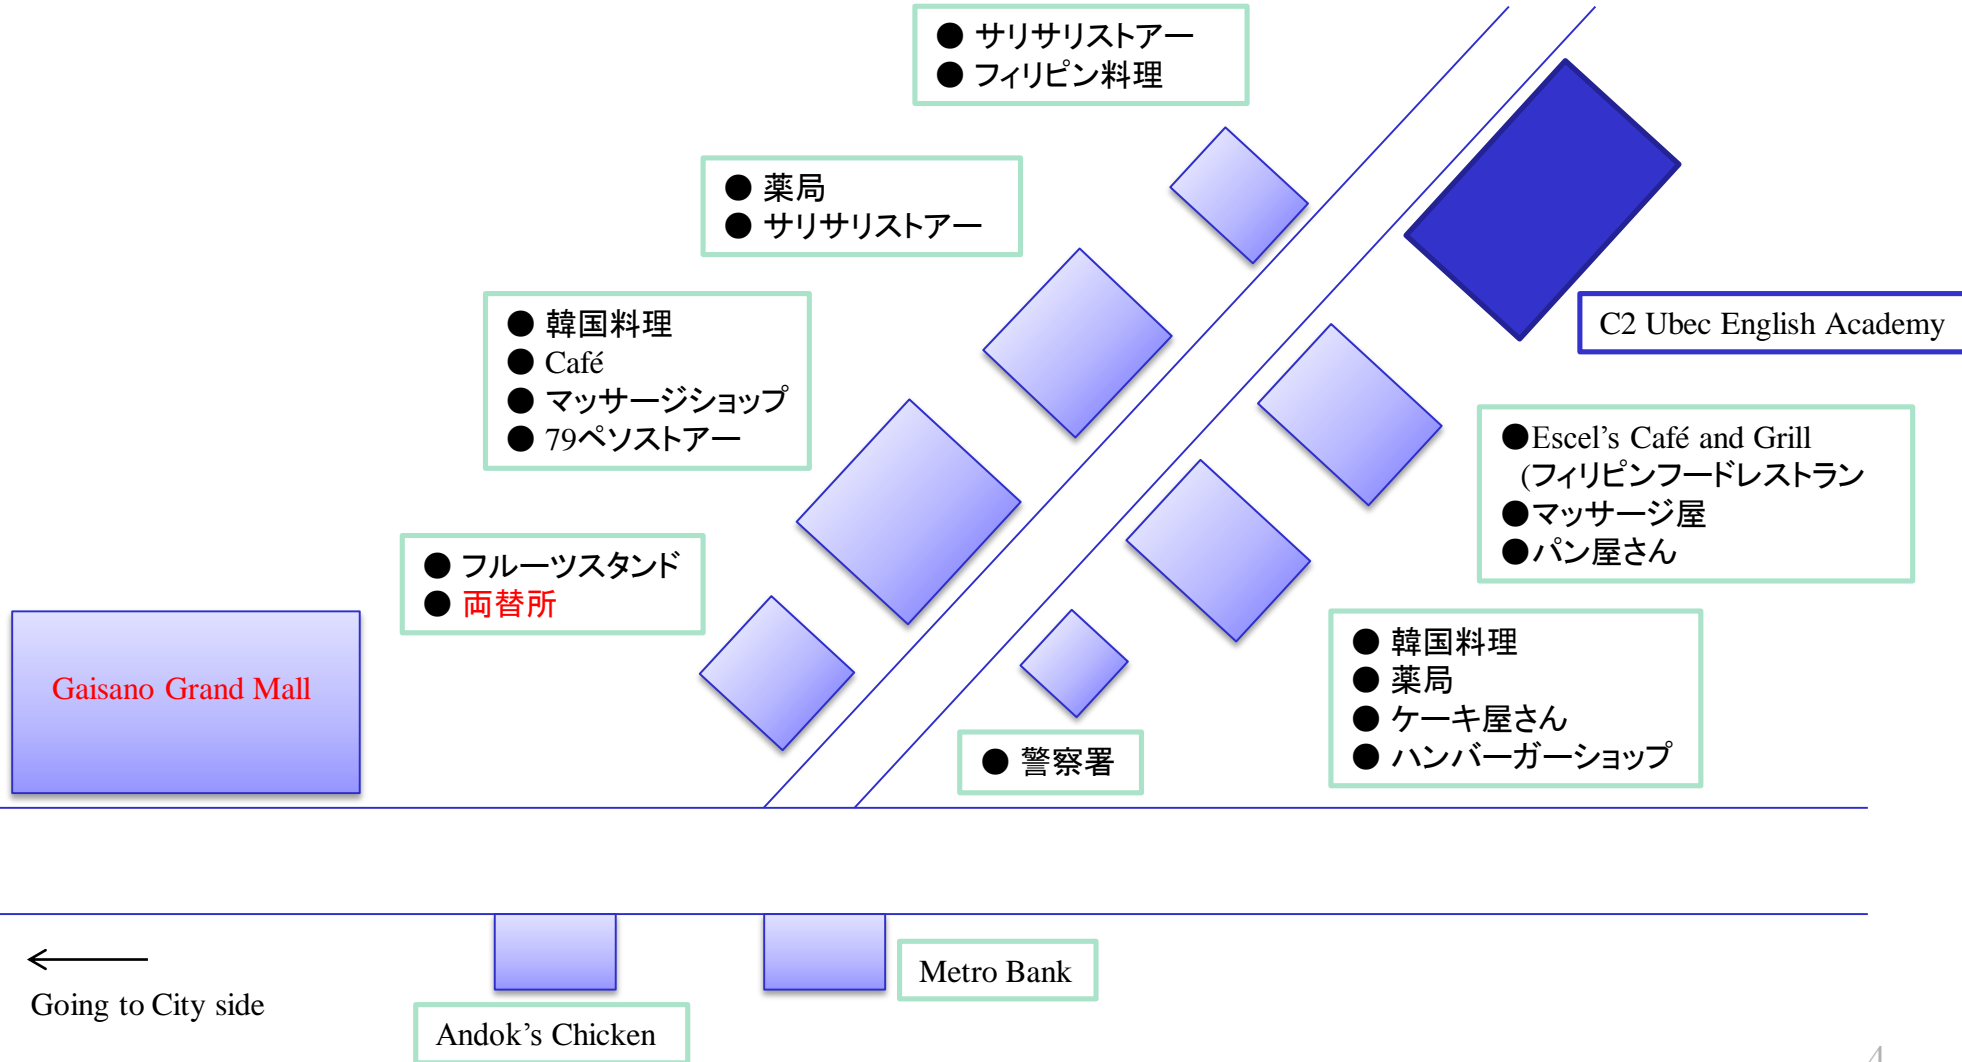 ● サリサリストアー
● フィリピン料理
● 薬局
● サリサリストアー
● 韓国料理
● Café
● マッサージショップ
● 79ペソストアー
C2 Ubec English Academy
●Escel’s Café and Grill
(フィリピンフードレストラン
●マッサージ屋
●パン屋さん
● フルーツスタンド
● 両替所
Gaisano Grand Mall
● 韓国料理
● 薬局
● ケーキ屋さん
● ハンバーガーショップ
● 警察署
Metro Bank
Going to City side
Andok’s Chicken
4